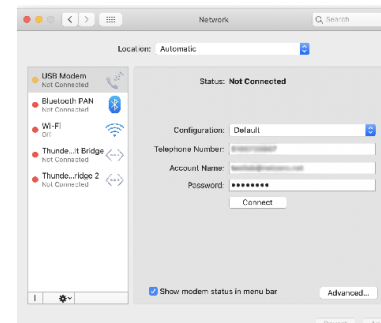 Network
Search
Location: Automatic
USB Modem
Not Connected
Bluetooth PAN
Not Connected
Wi-Fi
Off
Thunde...lt Bridge
Not Connected
Thunde...ridge 2
Not Connected
Status: Not Connected
Configuration: Default
Telephone Number:
Account Name:
Password: ••••••••
Connect
Show modem status in menu bar
Advanced...